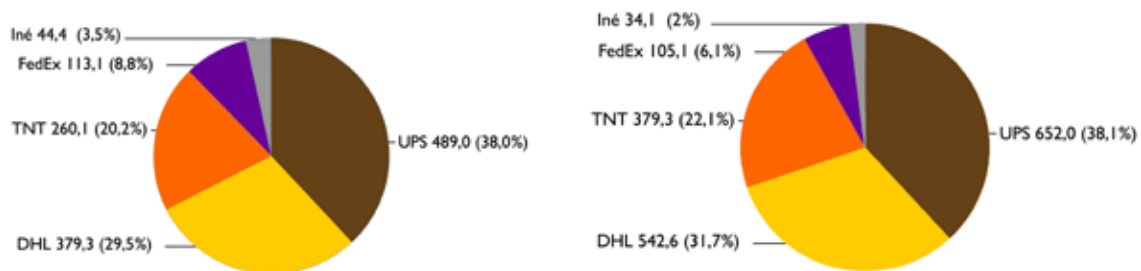 Iné 44,4 (3,5%)
FedEx 113,1 (8,8%)
TNT 260,1 (20,2%)
UPS 489,0 (38,0%)
DHL 379,3 (29,5%)
Iné 34,1 (2%)
FedEx 105,1 (6,1%)
TNT 379,3 (22,1%)
UPS 652,0 (38,1%)
DHL 542,6 (31,7%)